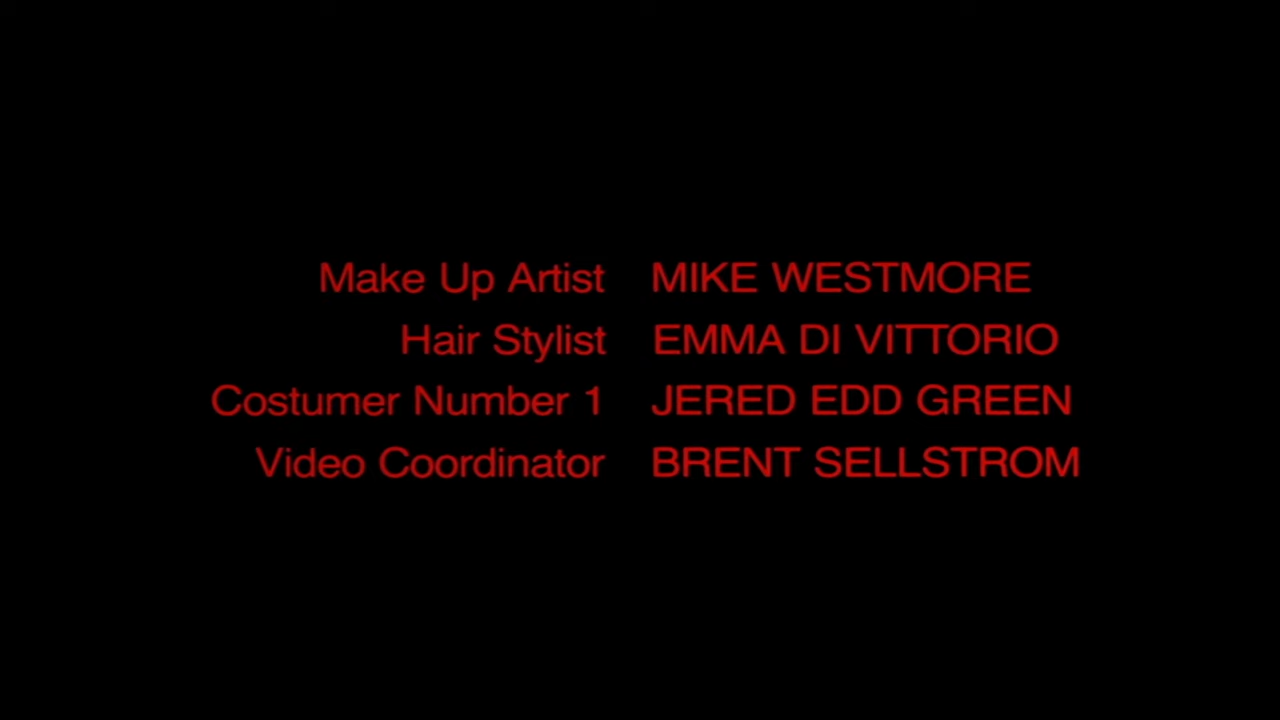 Make Up Artist MIKE WESTMORE
Hair Stylist EMMA DI VITTORIO
Costumer Number 1 JERED EDD GREEN
Video Coordinator BRENT SELLSTROM